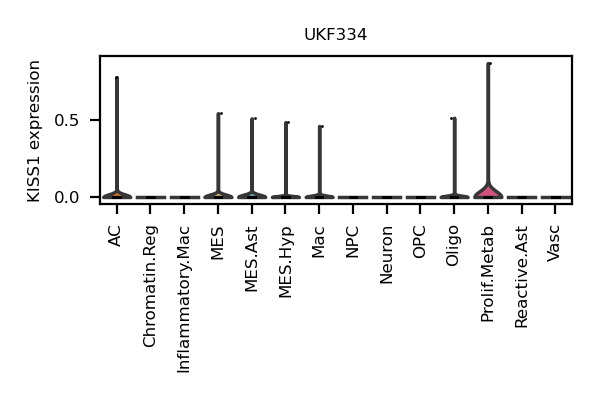 UKF334
KISS1 expression
0.5
0.0
AC
Chromatin.Reg
Inflammatory.Mac
MES
MES.Ast
MES.Hyp
Mac
NPC
Neuron
OPC
Oligo
Prolif.Metab
Reactive.Ast
Vasc